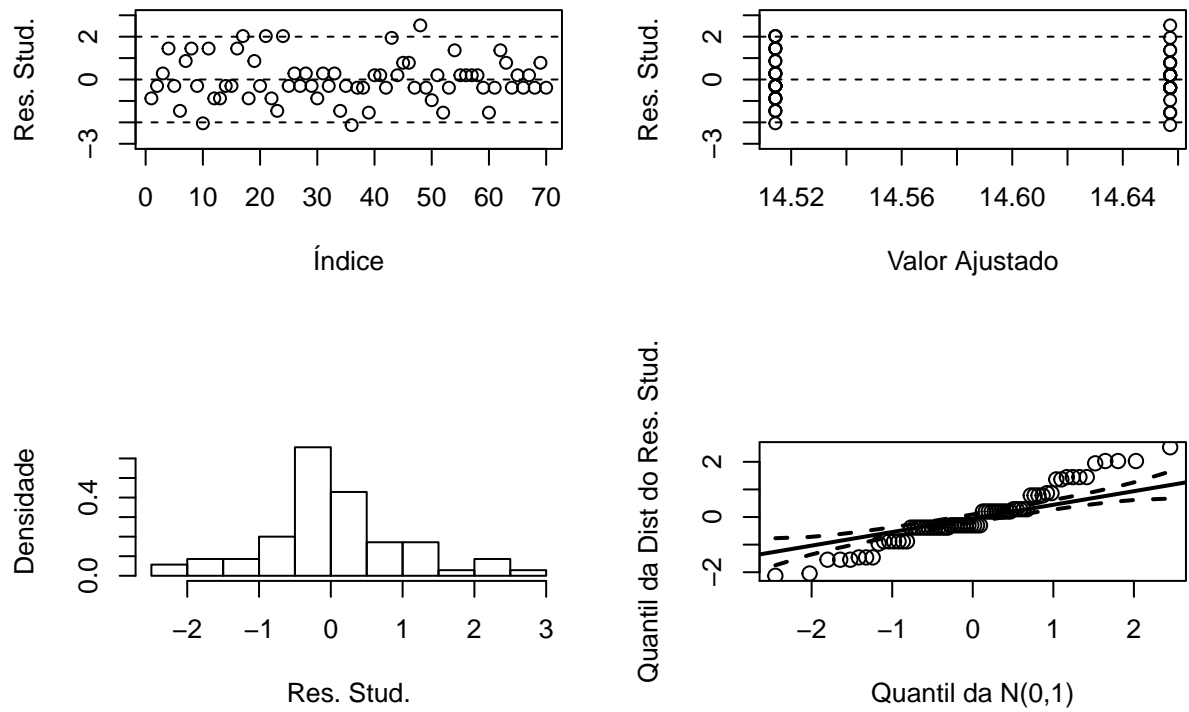 Res. Stud.
2
0
−3
0 10 20 30 40 50 60 70
Índice
Res. Stud.
2
0
−3
14.52 14.56 14.60 14.64
Valor Ajustado
Densidade
0.4
0.0
−2 −1 0 1 2 3
Res. Stud.
Quantil da Dist do Res. Stud.
2
0
−2
−2 −1 0 1 2
Quantil da N(0,1)